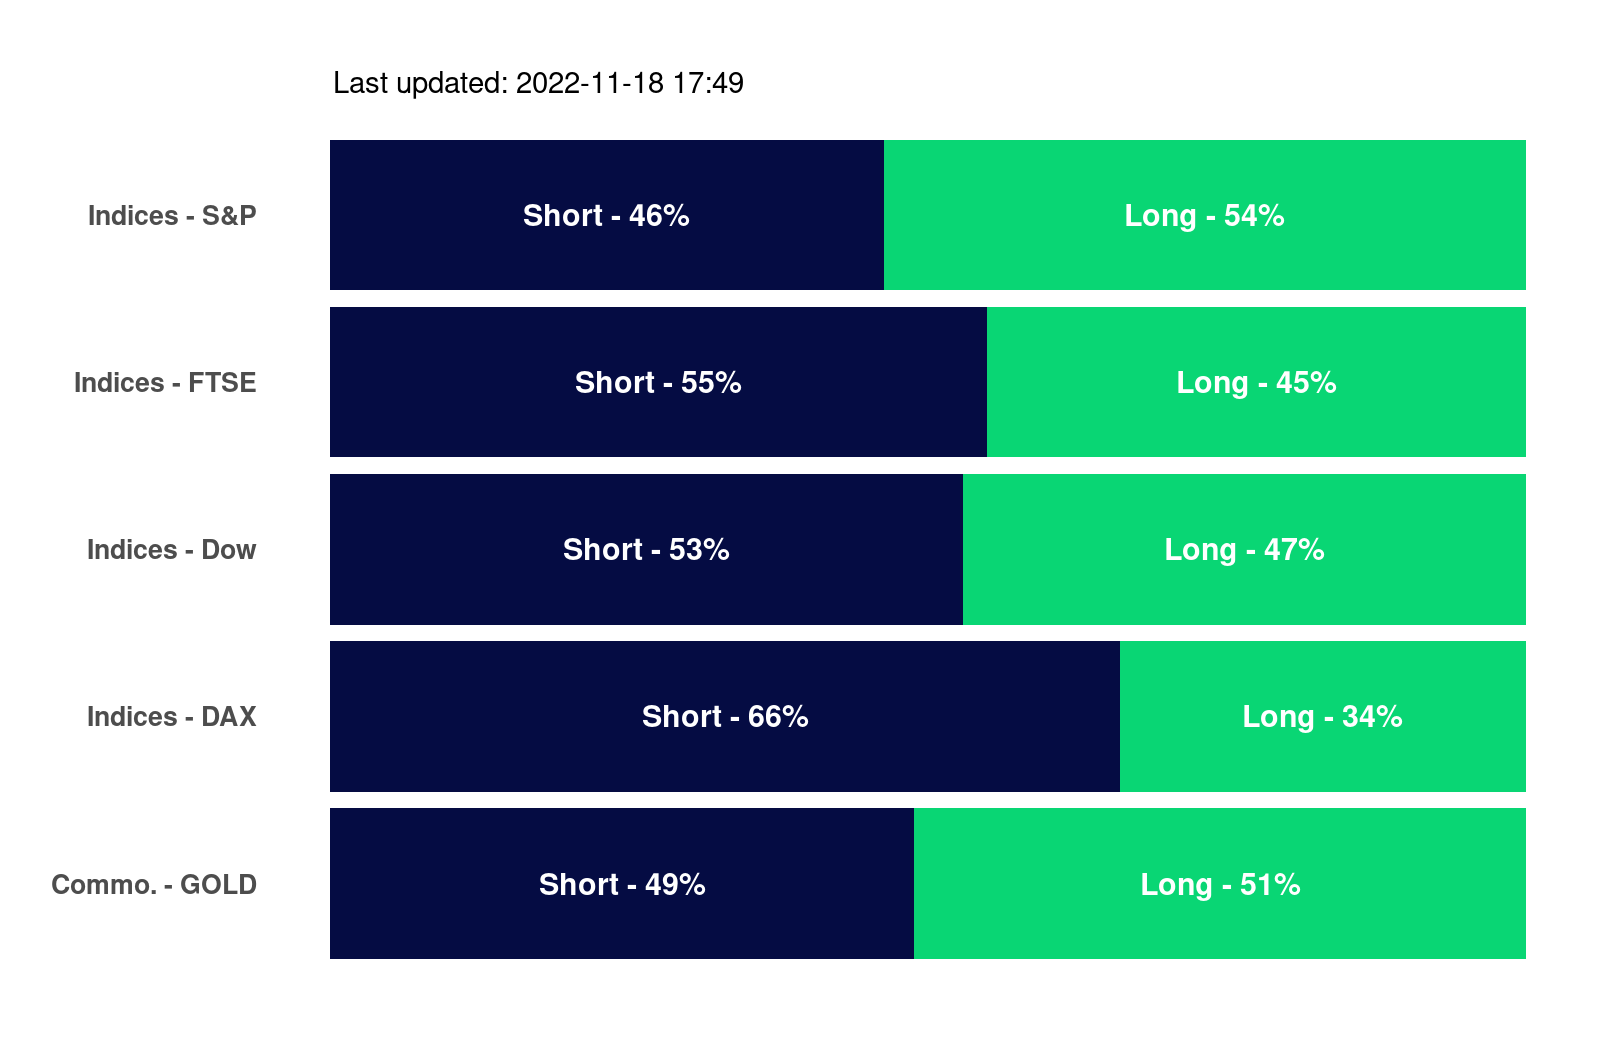 Last updated: 2022-11-18 17:49
Indices - S&P Short - 46% Long - 54%
Indices - FTSE Short - 55% Long - 45%
Indices - Dow Short - 53% Long - 47%
Indices - DAX Short - 66% Long - 34%
Commo. - GOLD Short - 49% Long - 51%